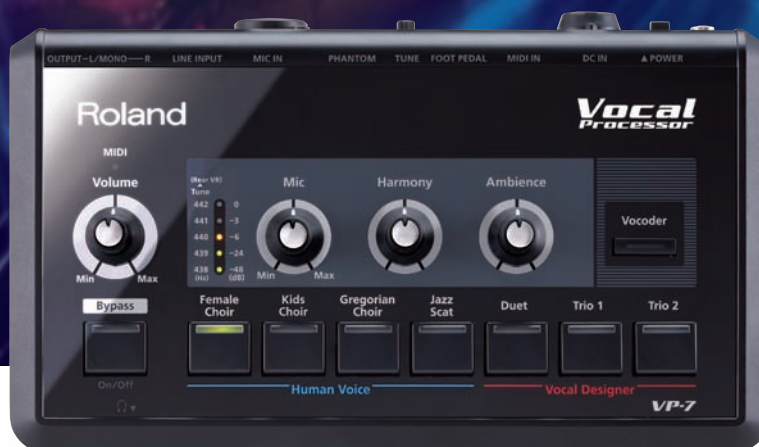 OUTPUT–L/MONO—R LINE INPUT MIC IN PHANTOM TUNE FOOT PEDAL MIDI IN DC IN ▲ POWER
Roland
Vocal
Processor
MIDI
Volume
Min Max
(Rear VR)
Tune
442 0
441 -3
440 -6
439 -24
438 -48
(Hz) (dB)
Mic
Min Max
Harmony
Ambience
Vocoder
Bypass
On/Off
Female
Choir
Kids
Choir
Gregorian
Choir
Jazz
Scat
Duet
Trio 1
Trio 2
Human Voice
Vocal Designer
VP-7